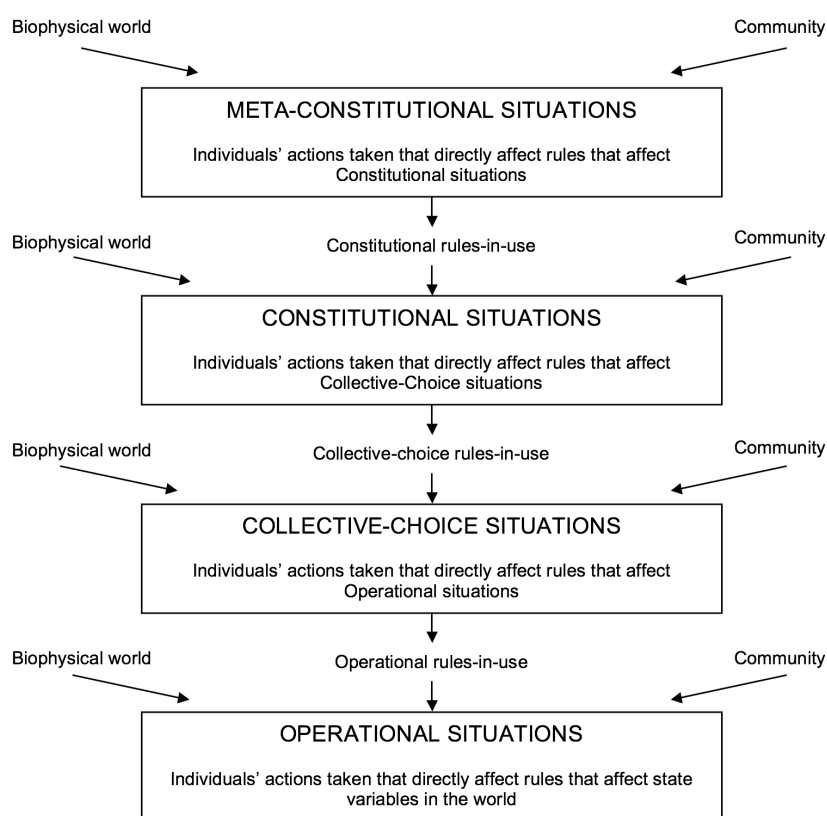 Biophysical world
Community
META-CONSTITUTIONAL SITUATIONS
Individuals’ actions taken that directly affect rules that affect
Constitutional situations
Biophysical world
Constitutional rules-in-use
Community
CONSTITUTIONAL SITUATIONS
Individuals’ actions taken that directly affect rules that affect
Collective-Choice situations
Biophysical world
Collective-choice rules-in-use
Community
COLLECTIVE-CHOICE SITUATIONS
Individuals’ actions taken that directly affect rules that affect
Operational situations
Biophysical world
Operational rules-in-use
Community
OPERATIONAL SITUATIONS
Individuals’ actions taken that directly affect rules that affect state
variables in the world